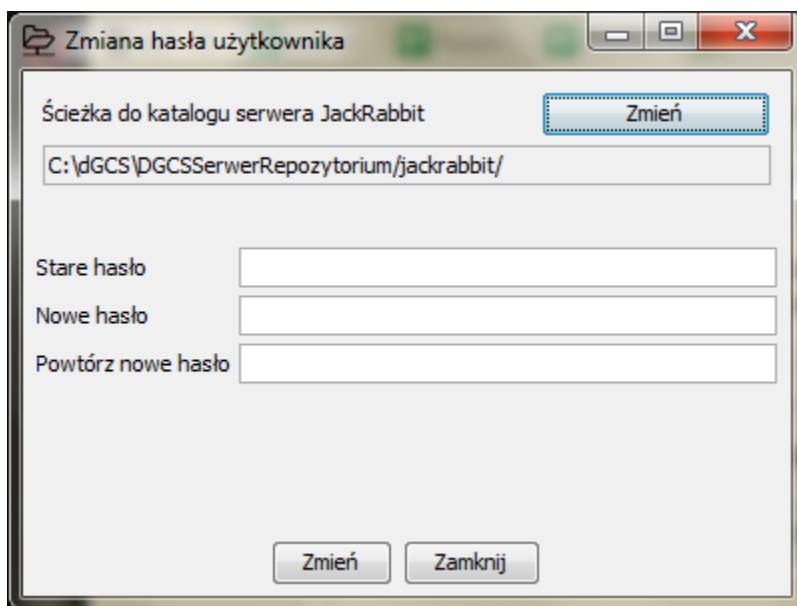 Zmiana hasła użytkownika
Ścieżka do katalogu serwera JackRabbit Zmień
C:\dGCS\DGCSSerwerRepozytorium/jackrabbit/
Stare hasło
Nowe hasło
Powtórz nowe hasło
Zmień Zamknij